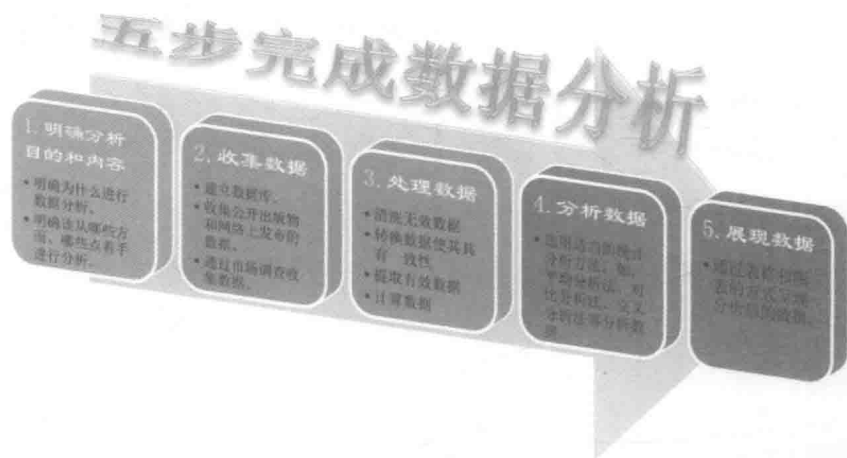 五步完成数据分析
1. 明确分析
目的和内容
• 明确为什么进行
数据分析。
• 明确该从哪些方
面、哪些点着手
进行分析。
2. 收集数据
• 建立数据库。
• 收集公开出版物
和网络上发布的
数据。
• 通过市场调查收
集数据。
3. 处理数据
• 清洗无效数据
• 转换数据使其具
有一致性
• 提取有效数据
• 计算数据
4. 分析数据
• 选用适当的统计
分析方法,如,
平均分析法、对
比分析法、交叉
分析法等分析数
据
5. 展现数据
• 通过表格和图
表的方式呈现
分析后的数据。